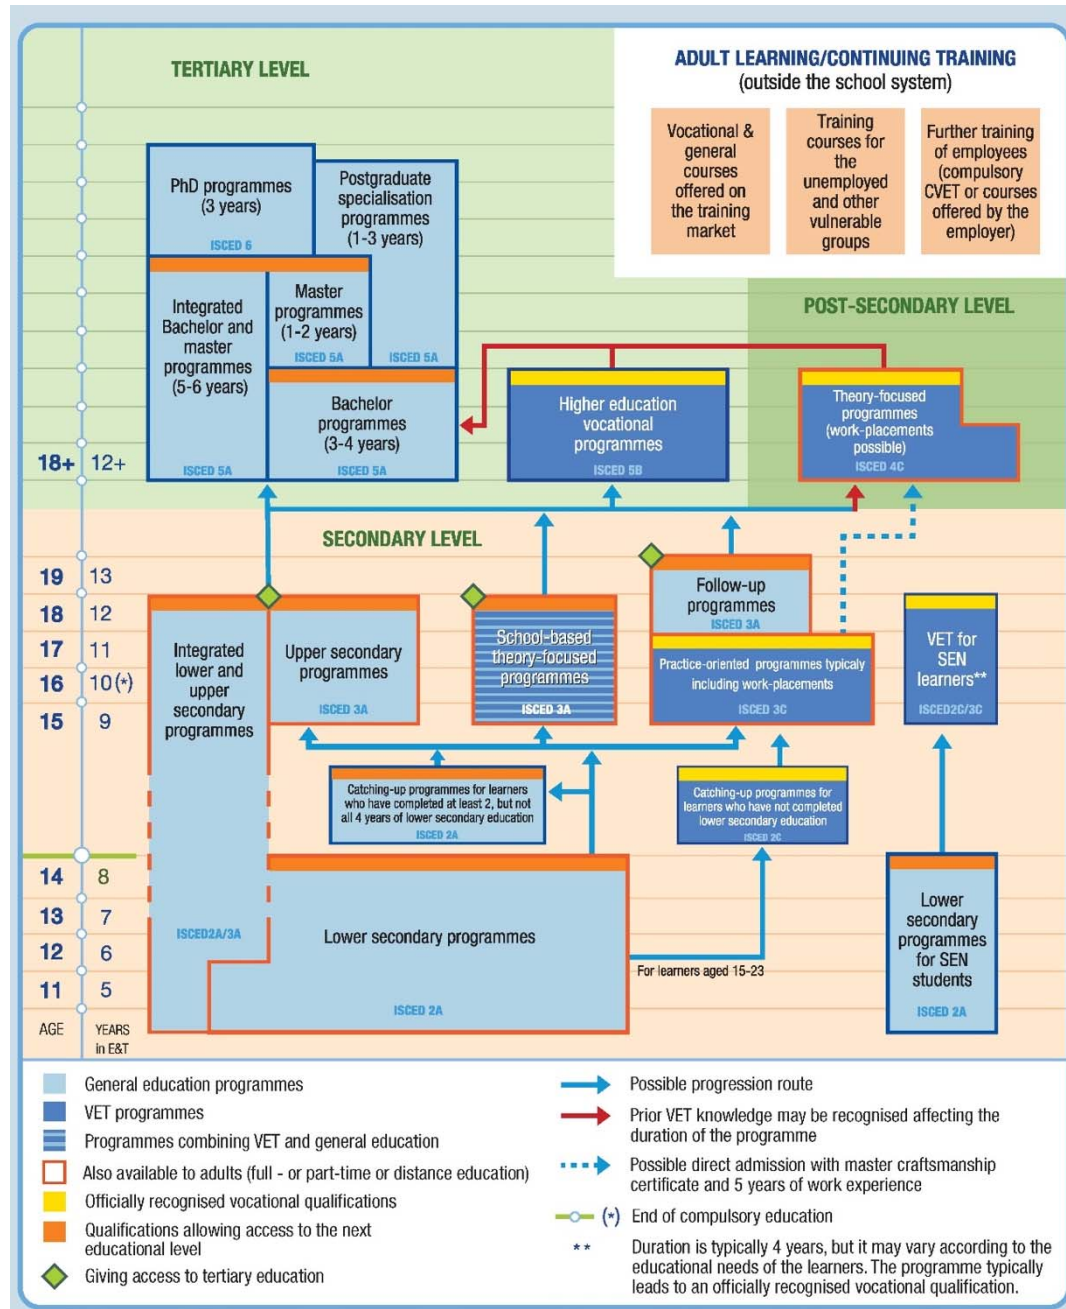 TERTIARY LEVEL
ADULT LEARNING/CONTINUING TRAINING
(outside the school system)
Vocational &
general
courses
offered on
the training
market
Training
courses for
the
unemployed
and other
vulnerable
groups
Further training
of employees
(compulsory
CVET or courses
offered by the
employer)
PhD programmes
(3 years)
ISCED 6
Postgraduate
specialisation
programmes
(1-3 years)
ISCED 5A
Integrated
Bachelor and
master
programmes
(5-6 years)
ISCED 5A
Master
programmes
(1-2 years)
ISCED 5A
Bachelor
programmes
(3-4 years)
ISCED 5A
POST-SECONDARY LEVEL
Higher education
vocational
programmes
ISCED 5B
Theory-focused
programmes
(work-placements
possible)
ISCED 4C
18+ 12+
SECONDARY LEVEL
19 13
18 12
17 11
16 10(*)
15 9
Integrated
lower and
upper
secondary
programmes
ISCED2A/3A
Upper secondary
programmes
ISCED 3A
School-based
theory-focused
programmes
ISCED 3A
Follow-up
programmes
ISCED 3A
Practice-oriented programmes typicaly
including work-placements
ISCED 3C
VET for
SEN
learners**
ISCED2C/3C
Catching-up programmes for learners
who have completed at least 2, but not
all 4 years of lower secondary education
ISCED 2A
Catching-up programmes for
learners who have not completed
lower secondary education
ISCED 2C
14 8
13 7
12 6
11 5
AGE YEARS
in E&T
Lower secondary programmes
ISCED 2A
For learners aged 15-23
Lower
secondary
programmes
for SEN
students
ISCED 2A
General education programmes
VET programmes
Programmes combining VET and general education
Also available to adults (full - or part-time or distance education)
Officially recognised vocational qualifications
Qualifications allowing access to the next
educational level
Giving access to tertiary education
Possible progression route
Prior VET knowledge may be recognised affecting the
duration of the programme
Possible direct admission with master craftsmanship
certificate and 5 years of work experience
(*) End of compulsory education
** Duration is typically 4 years, but it may vary according to the
educational needs of the learners. The programme typically
leads to an officially recognised vocational qualification.